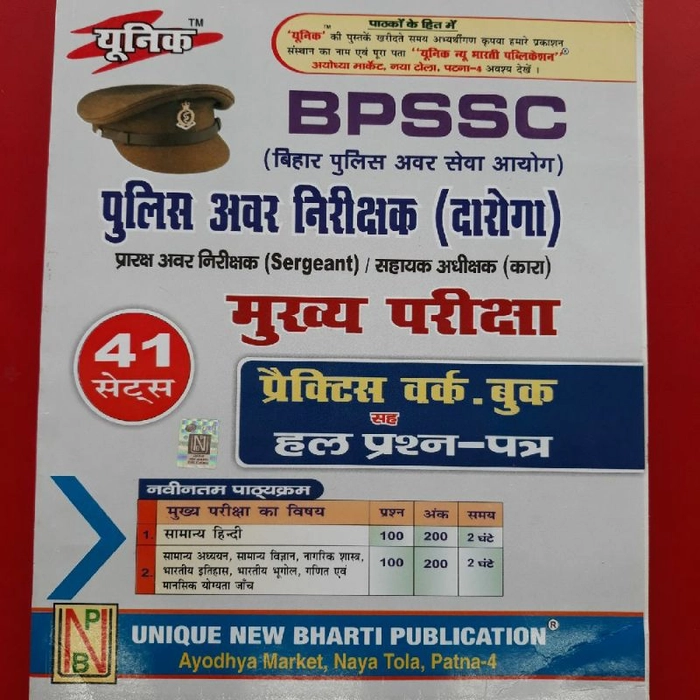 यूनिक™
पाठकों के हित में
'यूनिक'™ की पुस्तकें खरीदते समय अभ्यर्थीगण कृपया हमारे प्रकाशन
संस्थान का नाम एवं पूरा पता ''यूनिक न्यू भारती पब्लिकेशन''®
अयोध्या मार्केट, नया टोला, पटना-4 अवश्य देखें ।
BPSSC
(बिहार पुलिस अवर सेवा आयोग)
पुलिस अवर निरीक्षक (दारोगा)
प्रारक्ष अवर निरीक्षक (Sergeant) / सहायक अधीक्षक (कारा)
मुख्य परीक्षा
41
सेट्स
प्रैक्टिस वर्क.बुक
सह
हल प्रश्न-पत्र
नवीनतम पाठ्यक्रम
मुख्य परीक्षा का विषय प्रश्न अंक समय
1. सामान्य हिन्दी 100 200 2 घंटे
2. सामान्य अध्ययन, सामान्य विज्ञान, नागरिक शास्त्र, 100 200 2 घंटे
भारतीय इतिहास, भारतीय भूगोल, गणित एवं
मानसिक योग्यता जाँच
N P B
UNIQUE NEW BHARTI PUBLICATION®
Ayodhya Market, Naya Tola, Patna-4